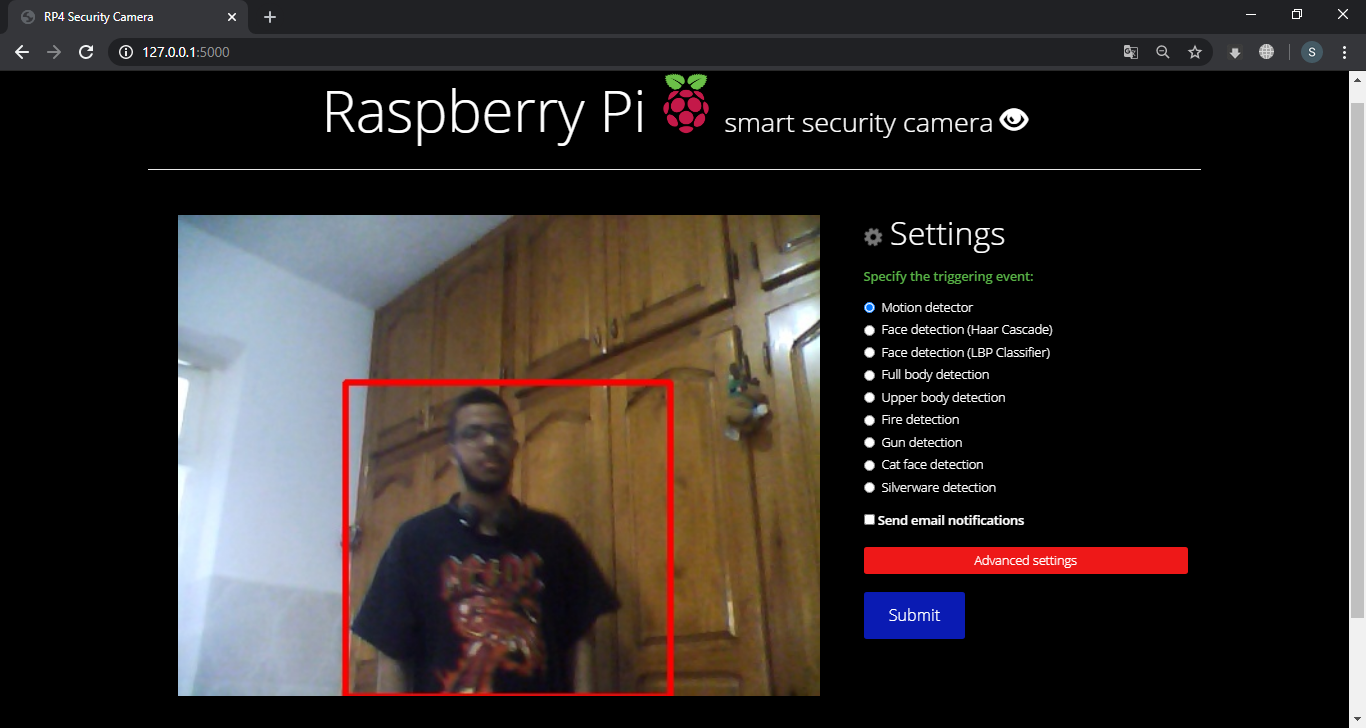 RP4 Security Camera
127.0.0.1:5000
S
Raspberry Pi smart security camera
Settings
Specify the triggering event:
Motion detector
Face detection (Haar Cascade)
Face detection (LBP Classifier)
Full body detection
Upper body detection
Fire detection
Gun detection
Cat face detection
Silverware detection
Send email notifications
Advanced settings
Submit
AC/DC